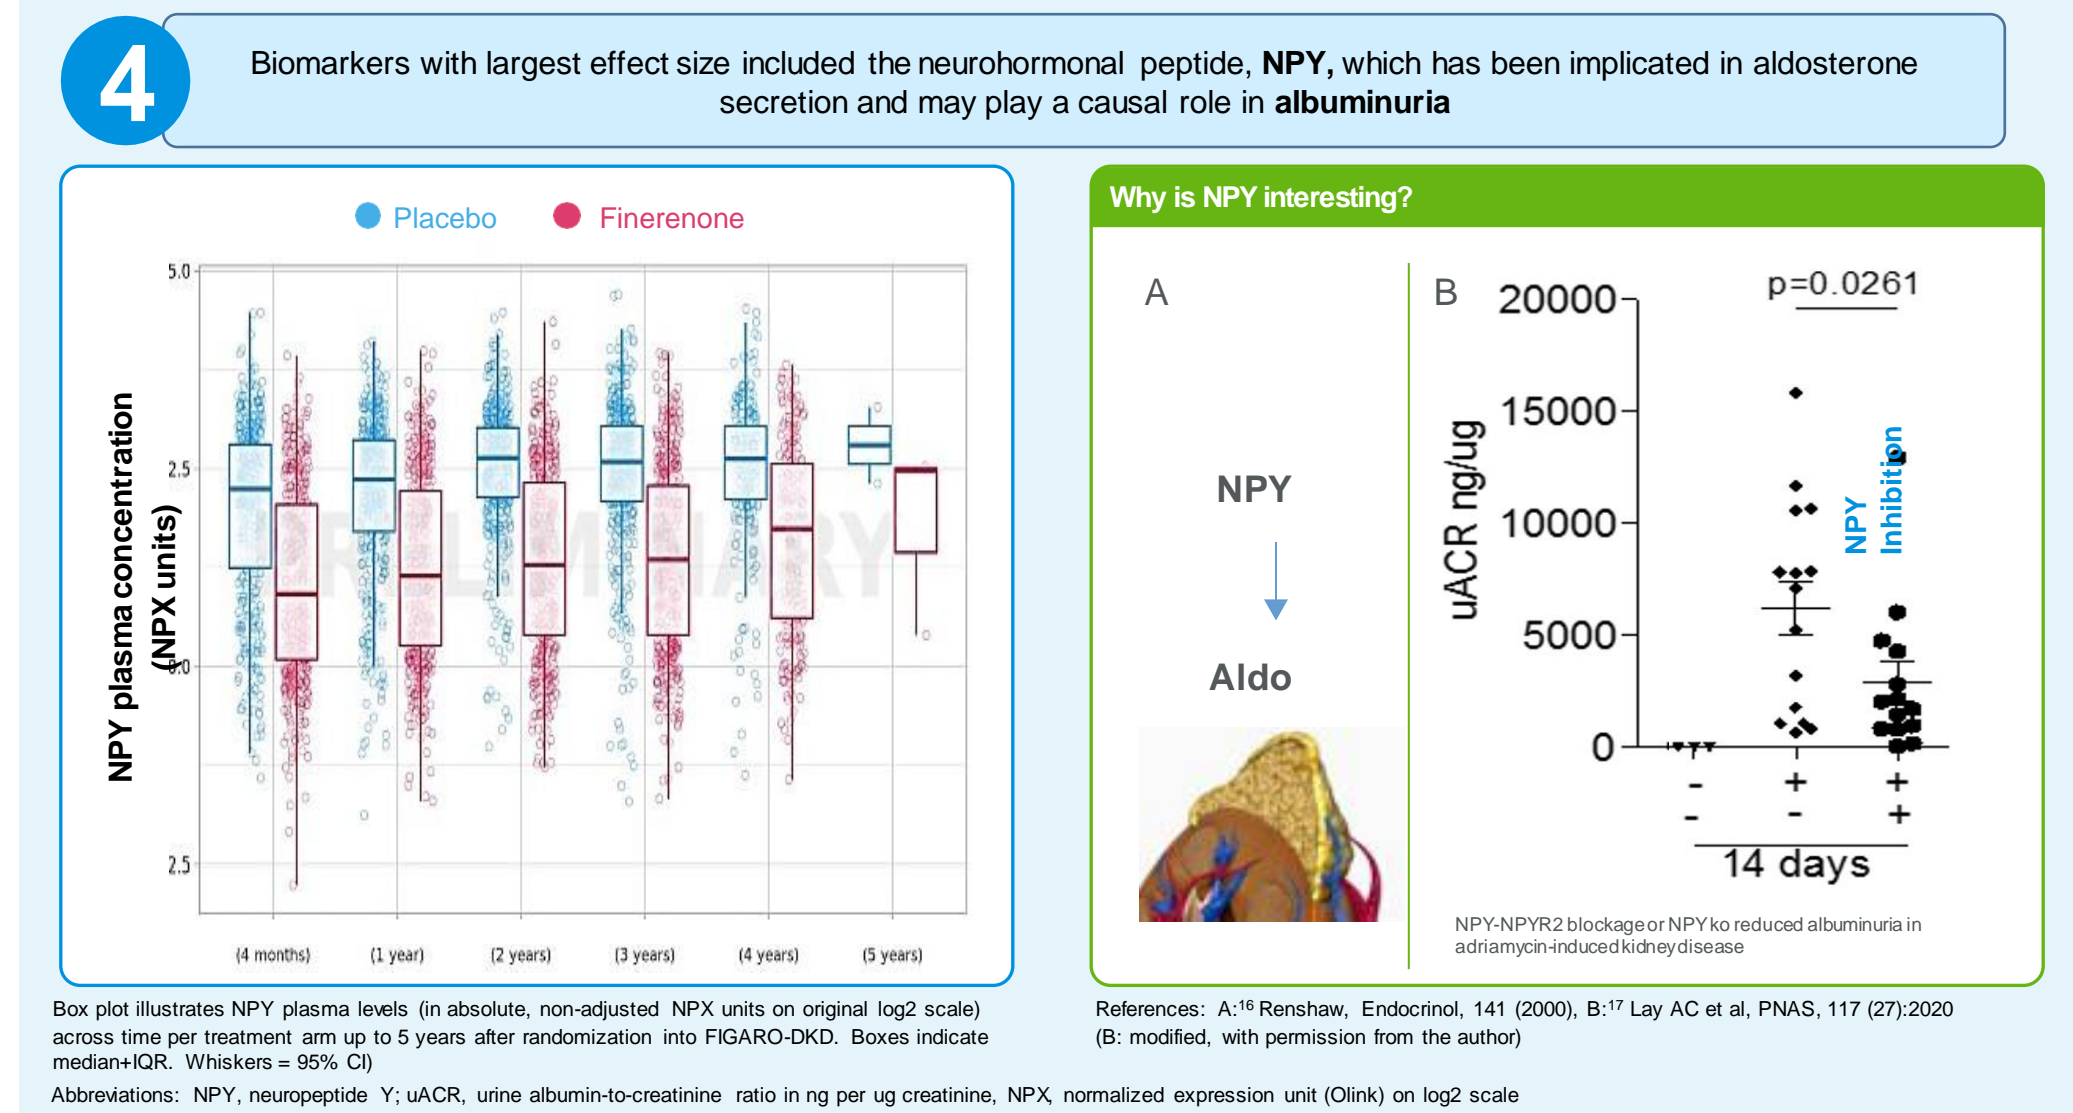 4
Biomarkers with largest effect size included the neurohormonal peptide, NPY, which has been implicated in aldosterone
secretion and may play a causal role in albuminuria
Placebo
Finerenone
NPY plasma concentration
(NPX units)
5.0
2.5
0.0
2.5
PRELIMINARY
(4 months)
(1 year)
(2 years)
(3 years)
(4 years)
(5 years)
Box plot illustrates NPY plasma levels (in absolute, non-adjusted NPX units on original log2 scale)
across time per treatment arm up to 5 years after randomization into FIGARO-DKD. Boxes indicate
median+IQR. Whiskers = 95% CI)
Why is NPY interesting?
A
NPY
Aldo
B
p=0.0261
uACR ng/ug
20000
15000
10000
5000
0
NPY
Inhibition
- + +
- - +
14 days
NPY-NPYR2 blockage or NPY ko reduced albuminuria in
adriamycin-induced kidney disease
References: A:16 Renshaw, Endocrinol, 141 (2000), B:17 Lay AC et al, PNAS, 117 (27):2020
(B: modified, with permission from the author)
Abbreviations: NPY, neuropeptide Y; uACR, urine albumin-to-creatinine ratio in ng per ug creatinine, NPX, normalized expression unit (Olink) on log2 scale